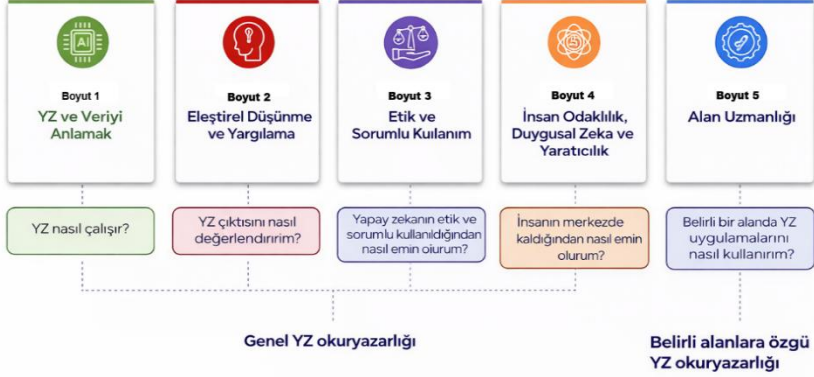 AI
Boyut 1
YZ ve Veriyi
Anlamak
Boyut 2
Eleştirel Düşünme
ve Yargılama
Boyut 3
Etik ve
Sorumlu Kuılanım
Boyut 4
İnsan Odaklılık,
Duygusal Zeka ve
Yaratıcılık
Boyut 5
Alan Uzmanlığı
YZ nasıl çalışır?
YZ çıktısını nasıl
değerlendırırim?
Yapay zekanın etik ve
sorumlu kullanıldığından
nasıl emin oiurum?
İnsanın merkezde
kaldığından nasıl emin
olurum?
Belirli bir alanda YZ
uygulamalarını
nasıl kullanırım?
Genel YZ okuryazarlığı
Belirli alanlara özgü
YZ okuryazarlığı